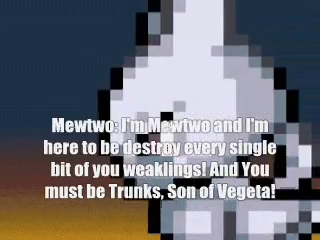 Mewtwo: I'm Mewtwo and I'm
here to be destroy every single
bit of you weaklings! And You
must be Trunks, Son of Vegeta!